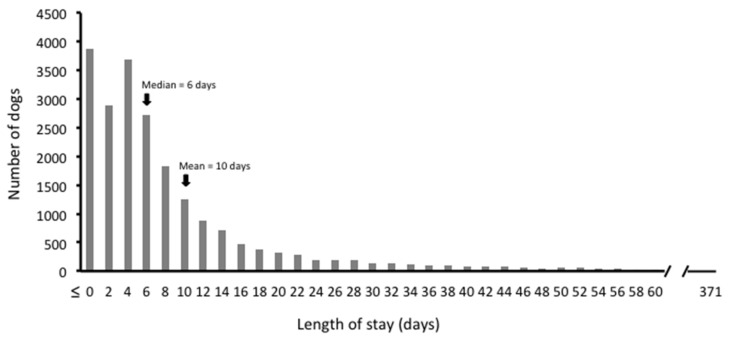 4500
4000
3500
3000
2500
2000
1500
1000
500
0
Number of dogs
Median = 6 days
Mean = 10 days
≤ 0 2 4 6 8 10 12 14 16 18 20 22 24 26 28 30 32 34 36 38 40 42 44 46 48 50 52 54 56 58 60 371
Length of stay (days)